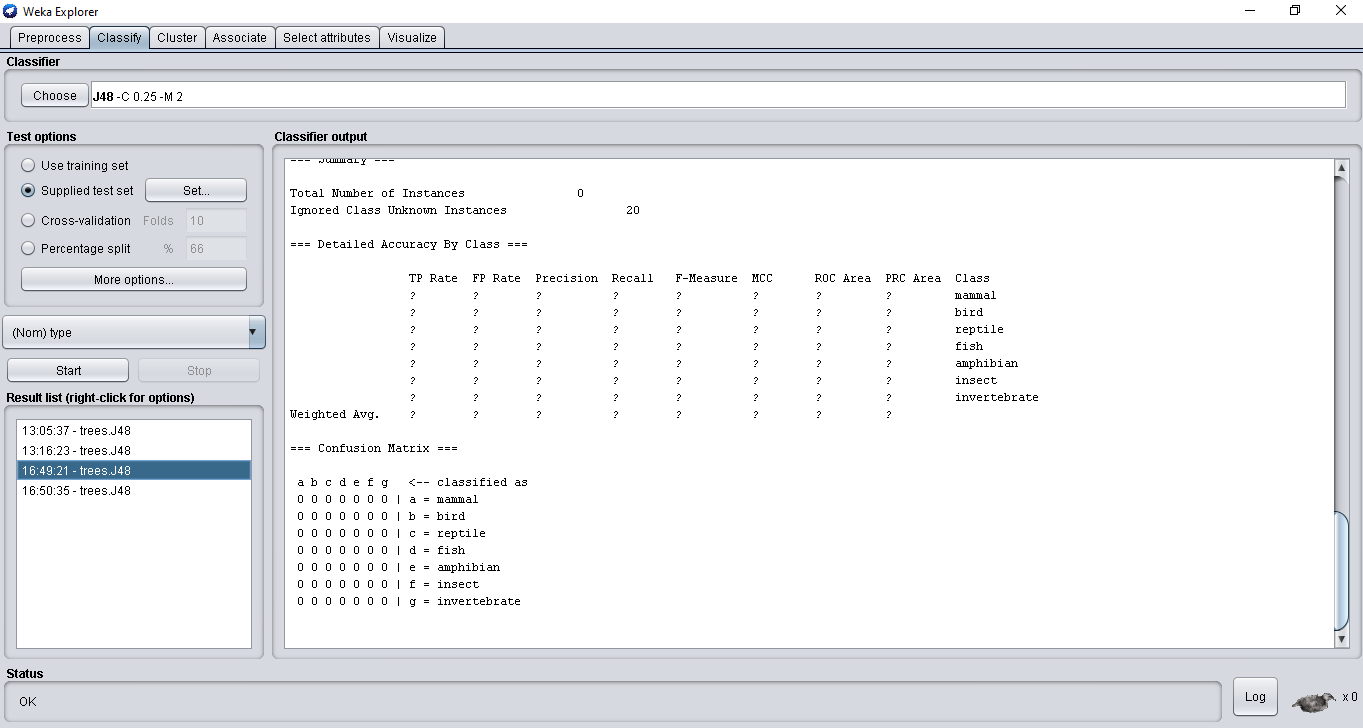 Weka Explorer
Preprocess Classify Cluster Associate Select attributes Visualize
Classifier
Choose J48 -C 0.25 -M 2
Test options
Use training set
Supplied test set Set...
Cross-validation Folds 10
Percentage split % 66
More options...
(Nom) type
Start Stop
Result list (right-click for options)
13:05:37 - trees.J48
13:16:23 - trees.J48
16:49:21 - trees.J48
16:50:35 - trees.J48
Classifier output
=== Summary ===
Total Number of Instances 0
Ignored Class Unknown Instances 20
=== Detailed Accuracy By Class ===
TP Rate FP Rate Precision Recall F-Measure MCC ROC Area PRC Area Class
? ? ? ? ? ? ? ? mammal
? ? ? ? ? ? ? ? bird
? ? ? ? ? ? ? ? reptile
? ? ? ? ? ? ? ? fish
? ? ? ? ? ? ? ? amphibian
? ? ? ? ? ? ? ? insect
? ? ? ? ? ? ? ? invertebrate
Weighted Avg. ? ? ? ? ? ? ? ?
=== Confusion Matrix ===
a b c d e f g <-- classified as
0 0 0 0 0 0 0 | a = mammal
0 0 0 0 0 0 0 | b = bird
0 0 0 0 0 0 0 | c = reptile
0 0 0 0 0 0 0 | d = fish
0 0 0 0 0 0 0 | e = amphibian
0 0 0 0 0 0 0 | f = insect
0 0 0 0 0 0 0 | g = invertebrate
Status
OK
Log x 0